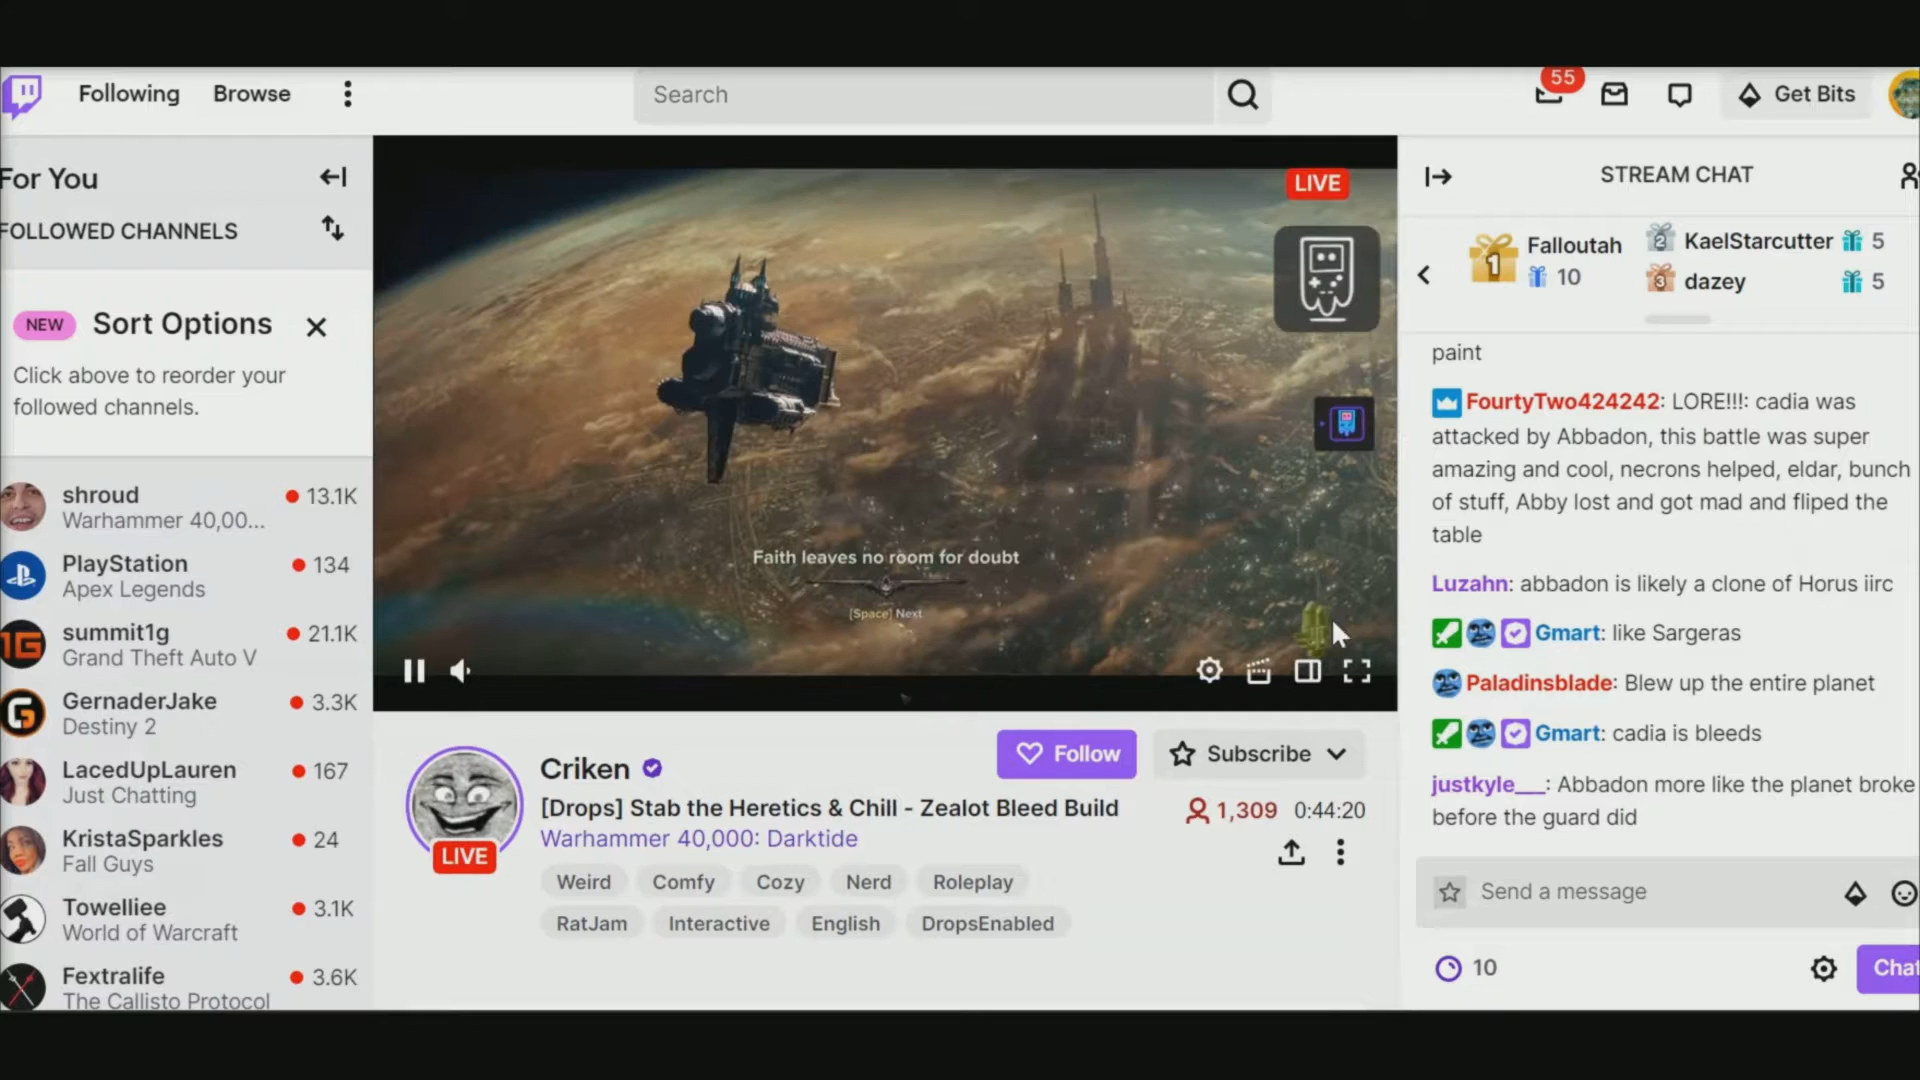 Following
Browse
Search
55
Get Bits
For You
FOLLOWED CHANNELS
NEW
Sort Options
Click above to reorder your
followed channels.
shroud
13.1K
Warhammer 40,00...
PlayStation
134
Apex Legends
summit1g
21.1K
Grand Theft Auto V
GernaderJake
3.3K
Destiny 2
LacedUpLauren
167
Just Chatting
KristaSparkles
24
Fall Guys
Towelliee
3.1K
World of Warcraft
Fextralife
3.6K
The Callisto Protocol
LIVE
Faith leaves no room for doubt
[Space] Next
Criken
Follow
Subscribe
[Drops] Stab the Heretics & Chill - Zealot Bleed Build
1,309 0:44:20
Warhammer 40,000: Darktide
LIVE
Weird
Comfy
Cozy
Nerd
Roleplay
RatJam
Interactive
English
DropsEnabled
STREAM CHAT
1
Falloutah
10
2
KaelStarcutter
5
3
dazey
5
paint
FourtyTwo424242: LORE!!!: cadia was
attacked by Abbadon, this battle was super
amazing and cool, necrons helped, eldar, bunch
of stuff, Abby lost and got mad and fliped the
table
Luzahn: abbadon is likely a clone of Horus iirc
Gmart: like Sargeras
Paladinsblade: Blew up the entire planet
Gmart: cadia is bleeds
justkyle___: Abbadon more like the planet broke
before the guard did
Send a message
10
Chat